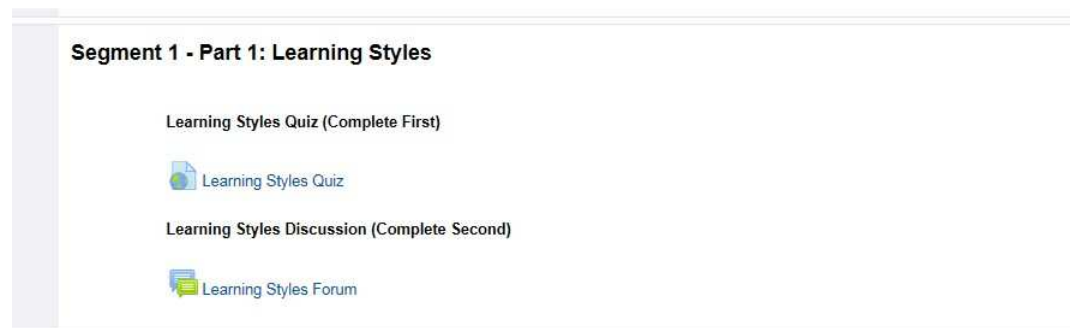 Segment 1 - Part 1: Learning Styles
Learning Styles Quiz (Complete First)
Learning Styles Quiz
Learning Styles Discussion (Complete Second)
Learning Styles Forum